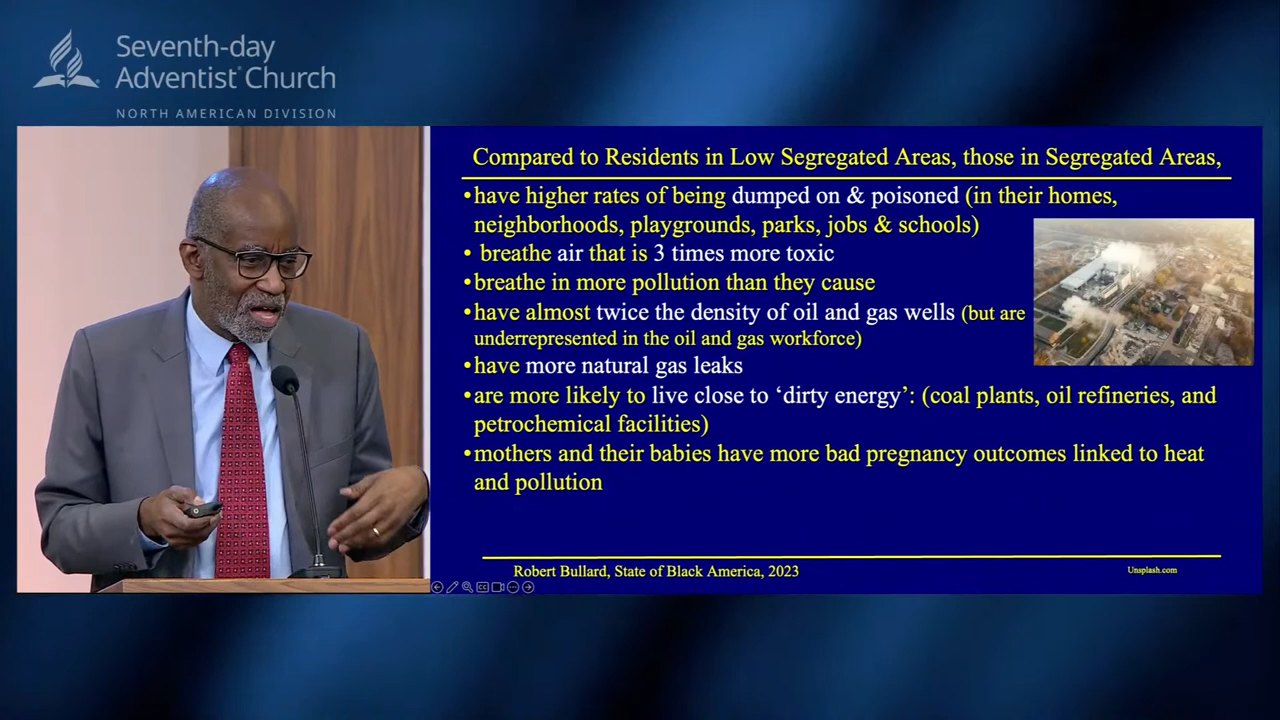 Seventh-day
Adventist® Church
NORTH AMERICAN DIVISION
Compared to Residents in Low Segregated Areas, those in Segregated Areas,
•have higher rates of being dumped on & poisoned (in their homes,
neighborhoods, playgrounds, parks, jobs & schools)
• breathe air that is 3 times more toxic
•breathe in more pollution than they cause
•have almost twice the density of oil and gas wells (but are
underrepresented in the oil and gas workforce)
•have more natural gas leaks
•are more likely to live close to ‘dirty energy’: (coal plants, oil refineries, and
petrochemical facilities)
•mothers and their babies have more bad pregnancy outcomes linked to heat
and pollution
Robert Bullard, State of Black America, 2023
Unsplash.com